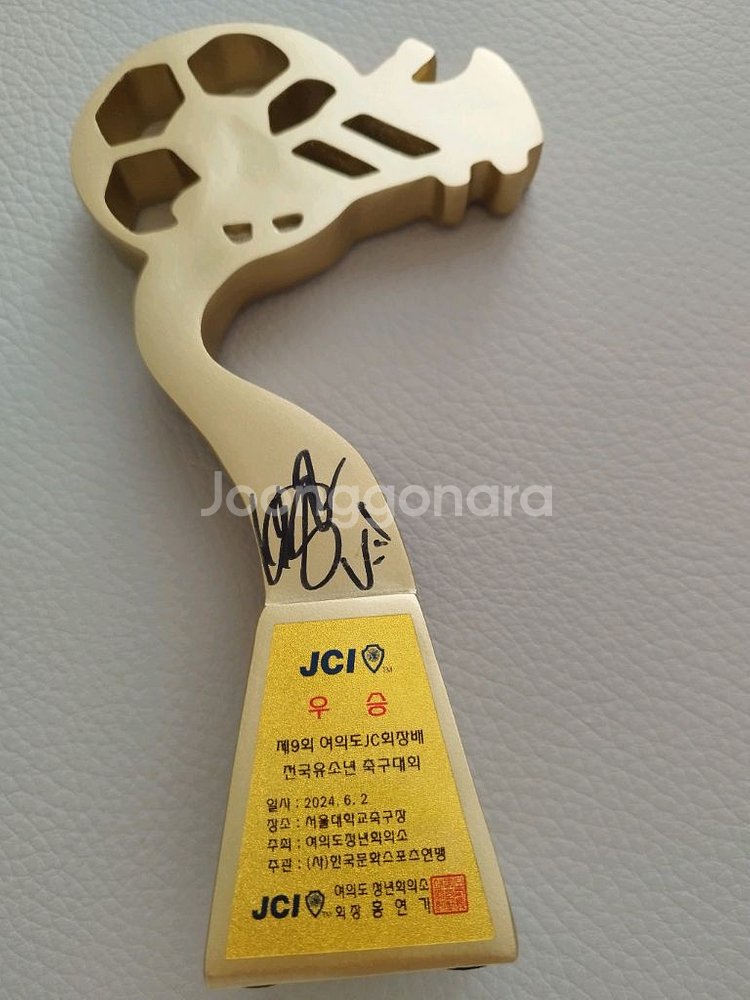 Joonggonara
JCI
TM
우 승
제9회 여의도JC회장배
전국유소년 축구대회
일시 : 2024. 6. 2
장소 : 서울대학교축구장
주최 : 여의도청년회의소
주관 : (사)한국문화스포츠연맹
JCI TM 여의도 청년회의소
회 장 홍 연 기